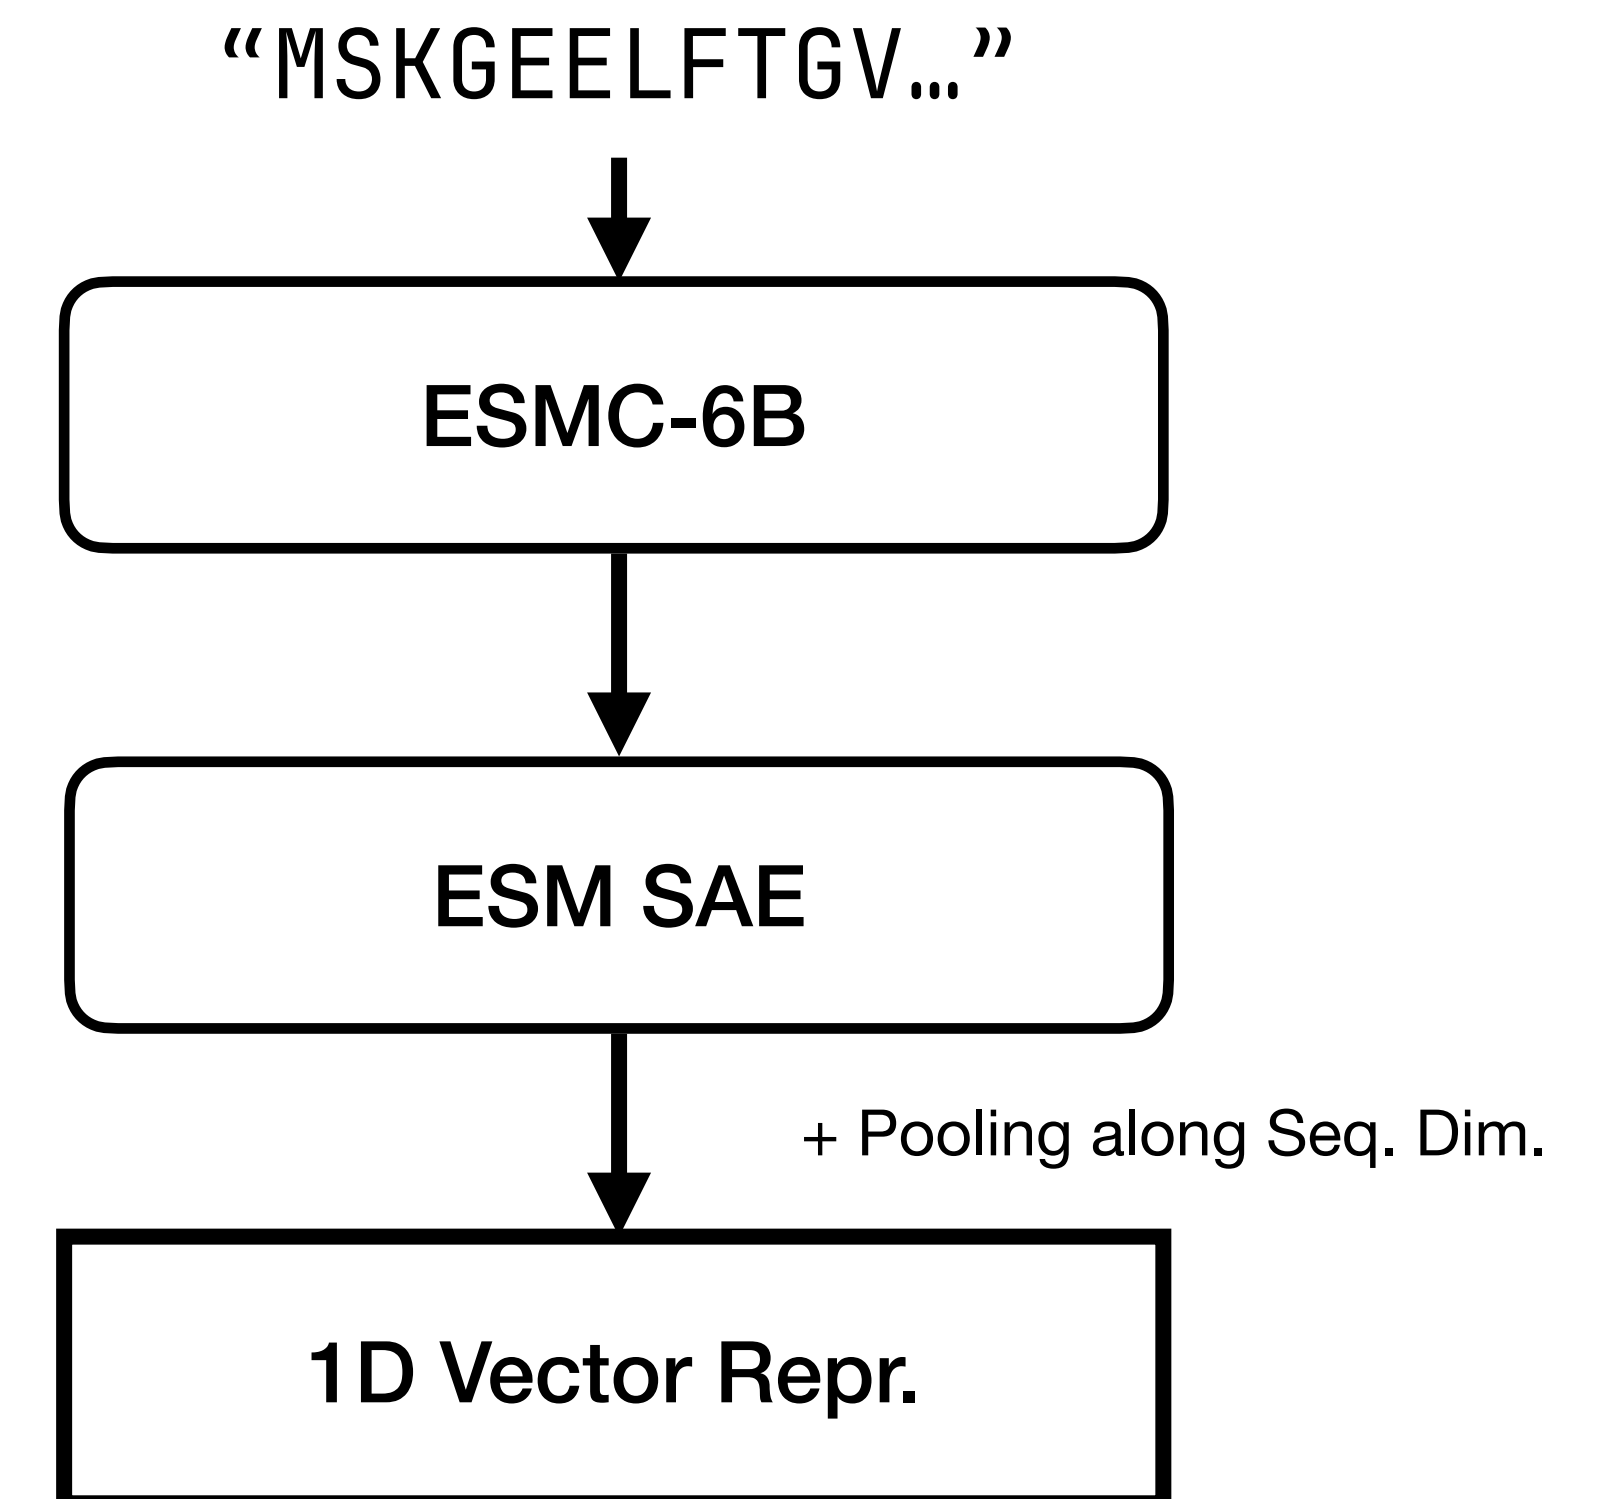 “MSKGEELFTGV…”
ESMC-6B
ESM SAE
+ Pooling along Seq. Dim.
1D Vector Repr.